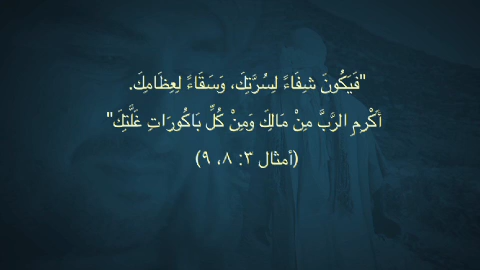 "فَيَكُونَ شِفَاءً لِسُرَّتِكَ، وَسَقَاءً لِعِظَامِكَ.
أَكْرِمِ الرَّبَّ مِنْ مَالِكَ وَمِنْ كُلِّ بَاكُورَاتِ غَلَّتِكَ"
(أمثال ٣: ٨، ٩)